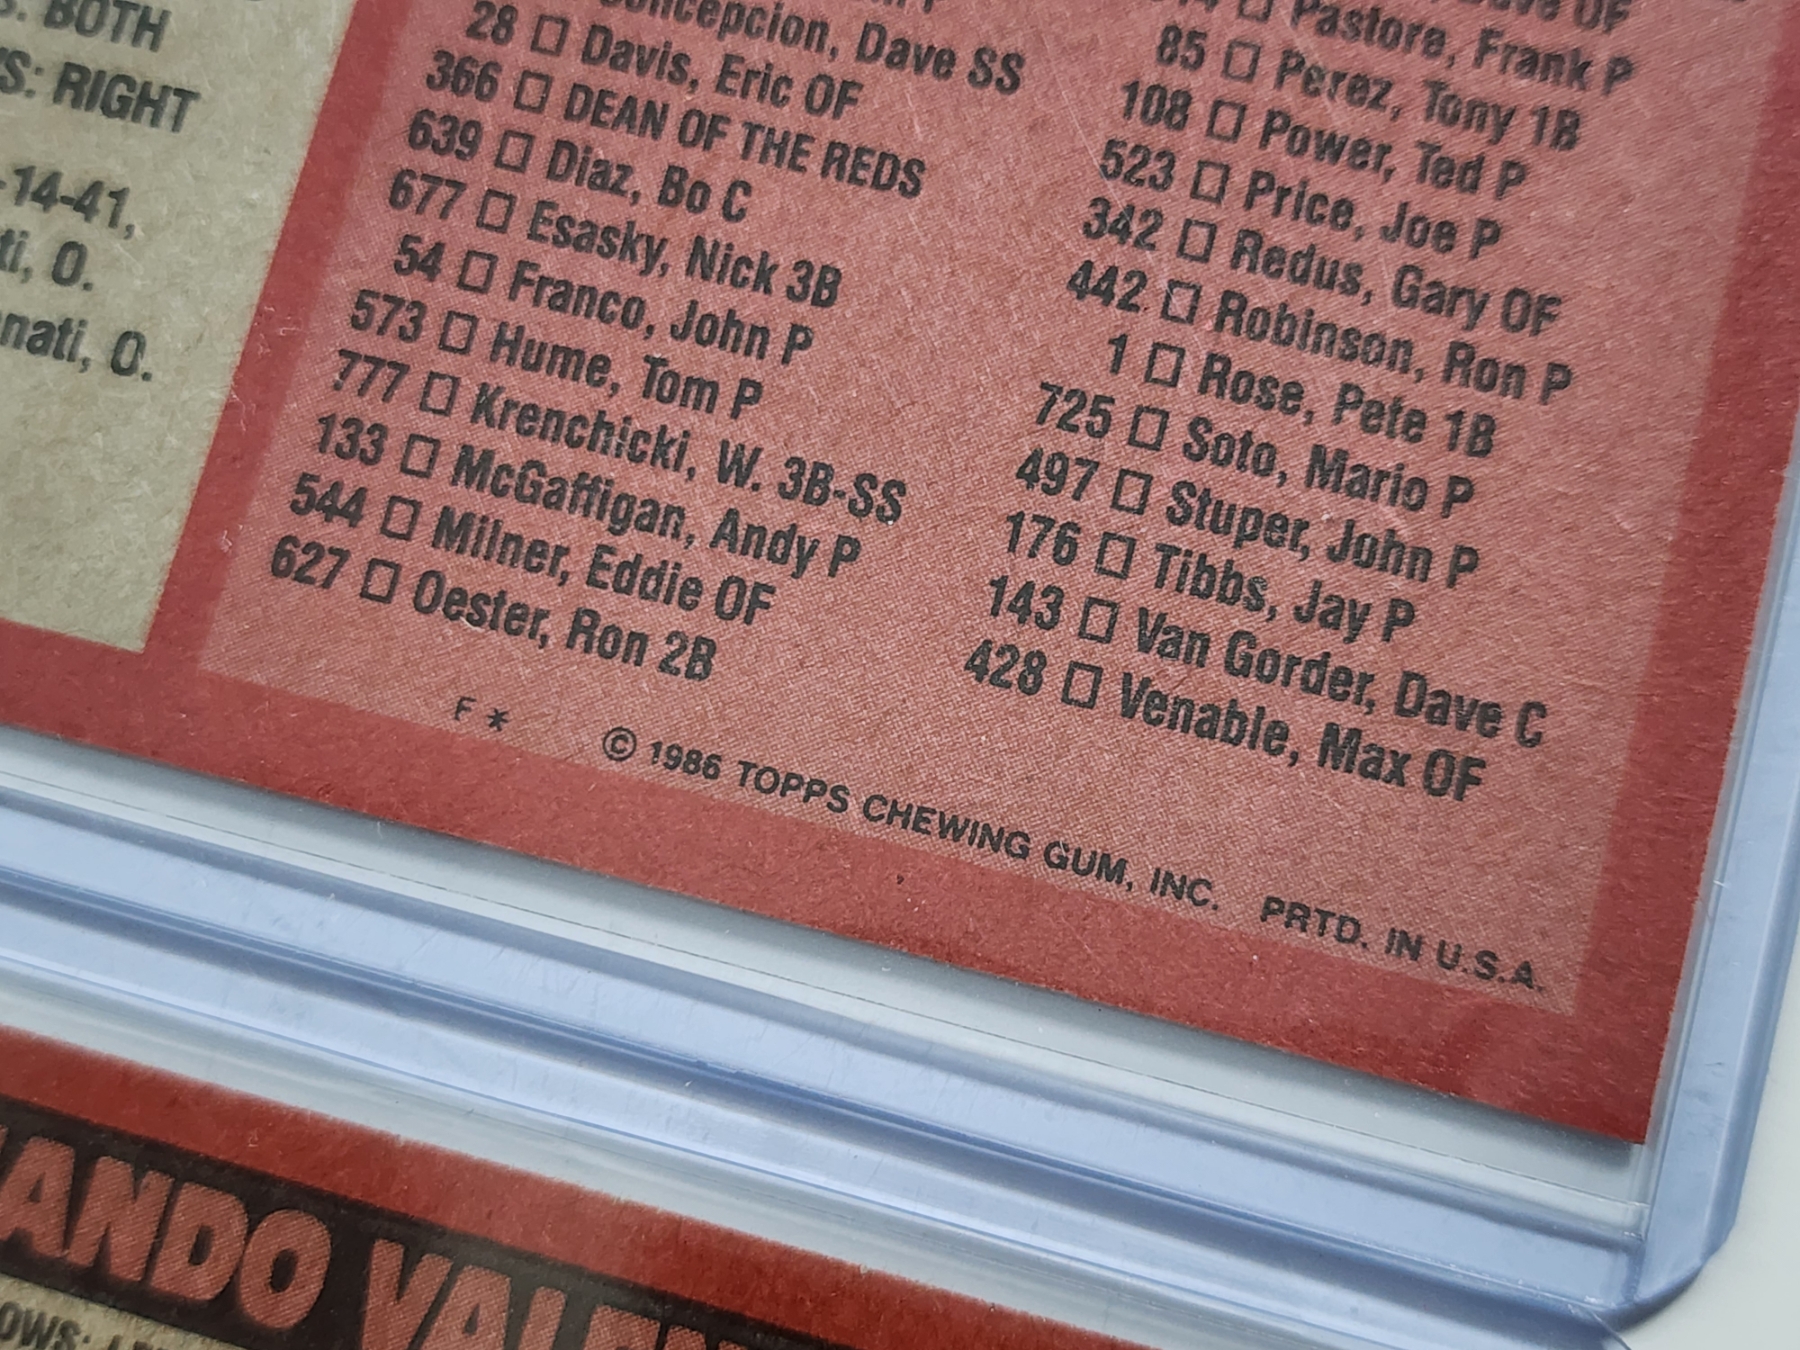 BOTH
S: RIGHT
-14-41,
ti, O.
nnati, O.
Concepcion, Dave SS
28 □ Davis, Eric OF
366 □ DEAN OF THE REDS
639 □ Diaz, Bo C
677 □ Esasky, Nick 3B
54 □ Franco, John P
573 □ Hume, Tom P
777 □ Krenchicki, W. 3B-SS
133 □ McGaffigan, Andy P
544 □ Milner, Eddie OF
627 □ Oester, Ron 2B
OF
□ Pastore, Frank P
85 □ Perez, Tony 1B
108 □ Power, Ted P
523 □ Price, Joe P
342 □ Redus, Gary OF
442 □ Robinson, Ron P
1 □ Rose, Pete 1B
725 □ Soto, Mario P
497 □ Stuper, John P
176 □ Tibbs, Jay P
143 □ Van Gorder, Dave C
428 □ Venable, Max OF
F * © 1986 TOPPS CHEWING GUM, INC. PRTD. IN U.S.A.
ANDO VALEN
OWS: